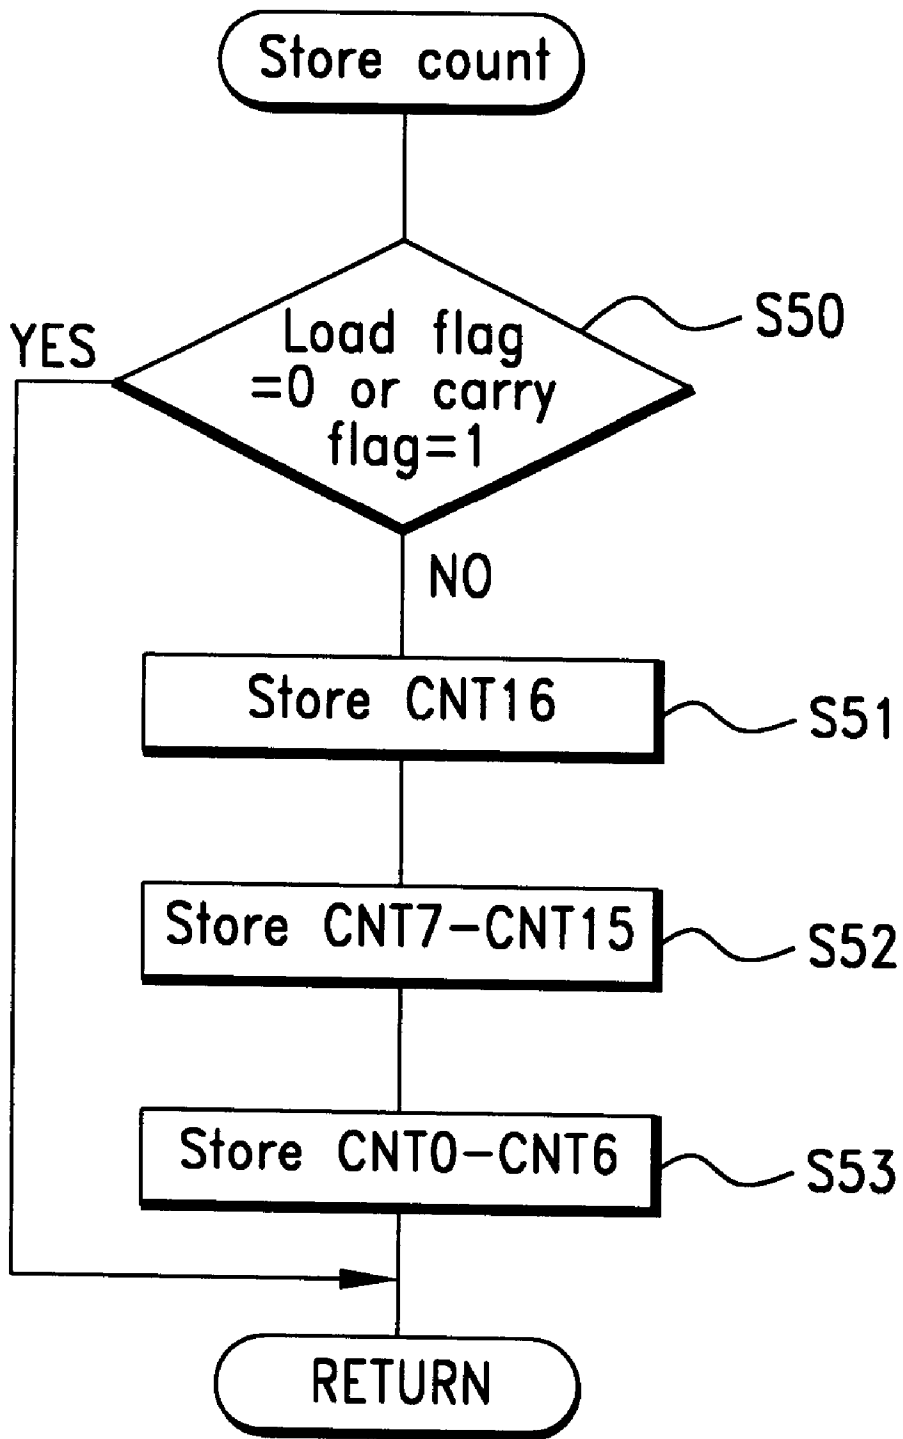 Store count
Load flag
=0 or carry
flag=1
S50
YES
NO
Store CNT16
S51
Store CNT7-CNT15
S52
Store CNT0-CNT6
S53
RETURN